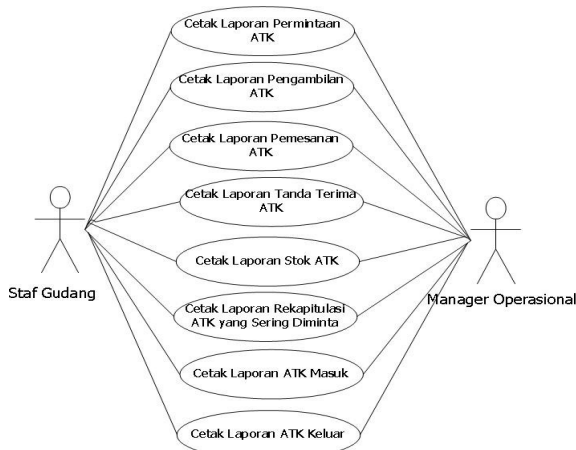 Cetak Laporan Permintaan
ATK
Cetak Laporan Pengambilan
ATK
Cetak Laporan Pemesanan
ATK
Cetak Laporan Tanda Terima
ATK
Staf Gudang
Cetak Laporan Stok ATK
Manager Operasional
Cetak Laporan Rekapitulasi
ATK yang Sering Diminta
Cetak Laporan ATK Masuk
Cetak Laporan ATK Keluar